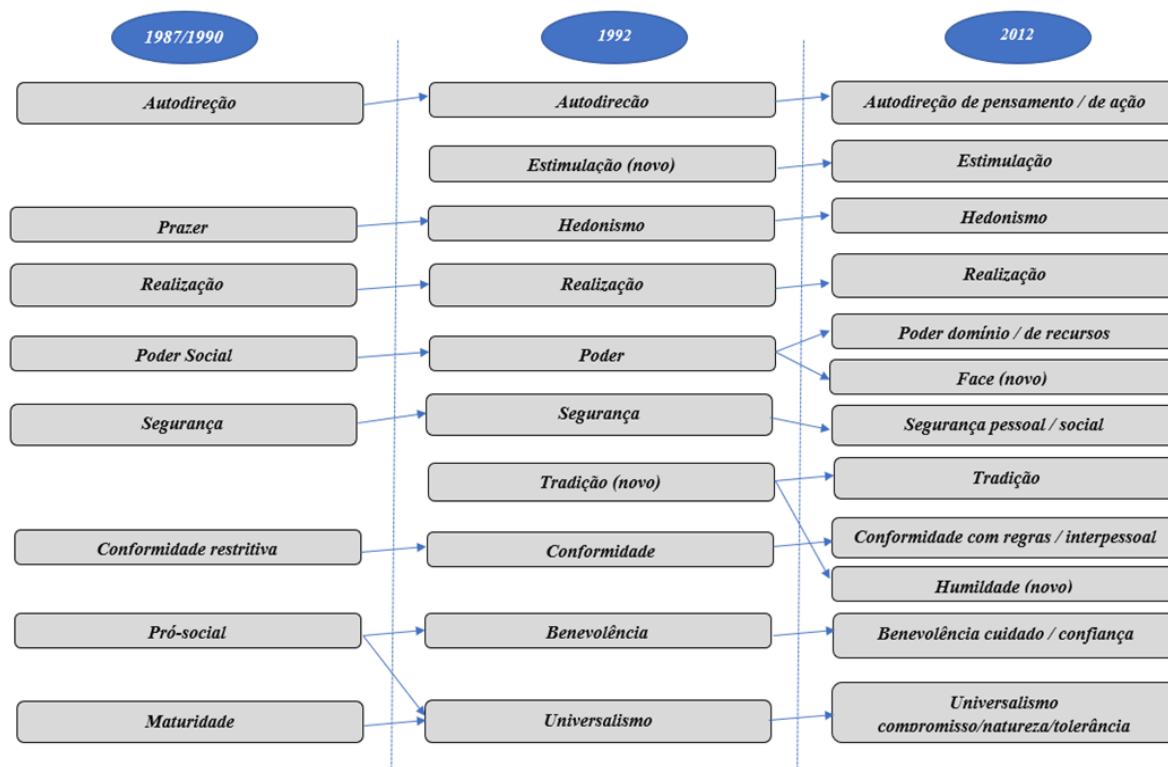 1987/1990
1992
2012
Autodireção
Autodirecão
Autodireção de pensamento / de ação
Estimulação (novo)
Estimulação
Prazer
Hedonismo
Hedonismo
Realização
Realização
Realização
Poder Social
Poder
Poder domínio / de recursos
Face (novo)
Segurança
Segurança
Segurança pessoal / social
Tradição (novo)
Tradição
Conformidade restritiva
Conformidade
Conformidade com regras / interpessoal
Humildade (novo)
Pró-social
Benevolência
Benevolência cuidado / confiança
Maturidade
Universalismo
Universalismo
compromisso/natureza/tolerância